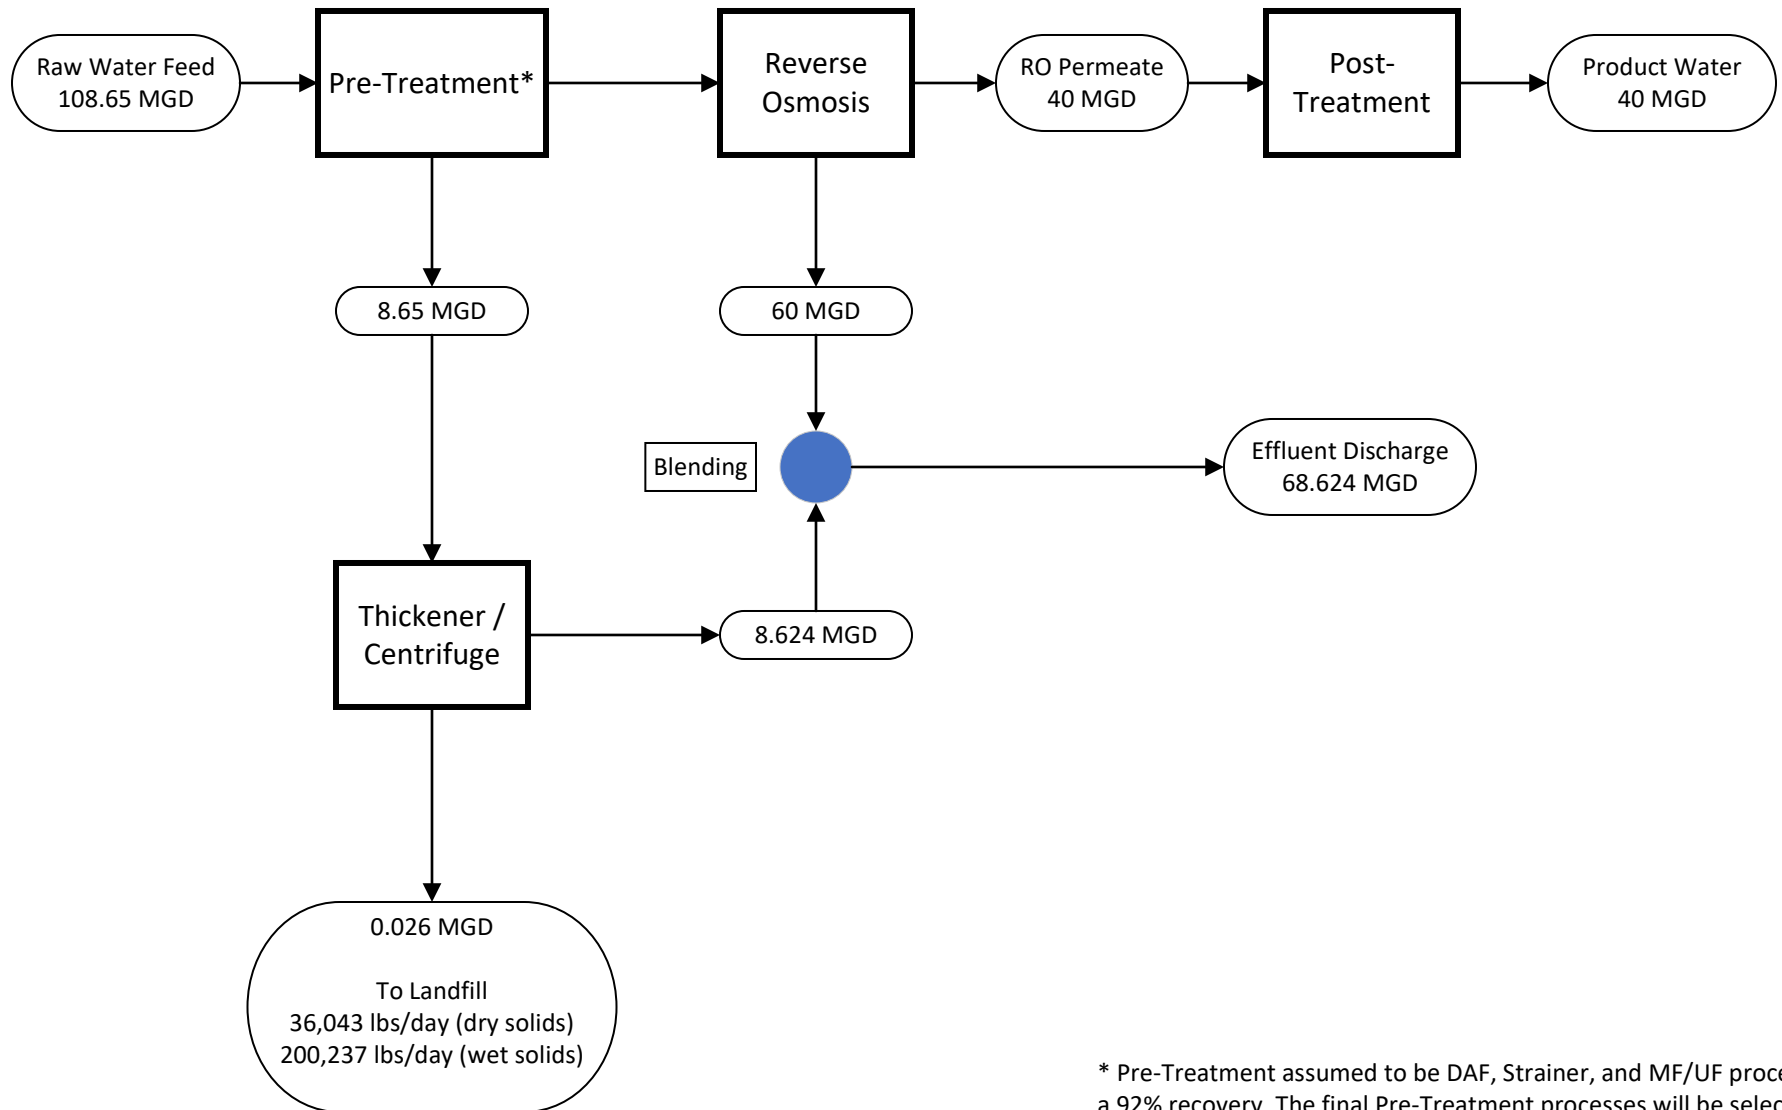 Raw Water Feed
108.65 MGD
Pre-Treatment*
Reverse
Osmosis
RO Permeate
40 MGD
Post-
Treatment
Product Water
40 MGD
8.65 MGD
60 MGD
Blending
Effluent Discharge
68.624 MGD
Thickener /
Centrifuge
8.624 MGD
0.026 MGD
To Landfill
36,043 lbs/day (dry solids)
200,237 lbs/day (wet solids)
* Pre-Treatment assumed to be DAF, Strainer, and MF/UF
a 92% recovery. The final Pre-Treatment processes will be